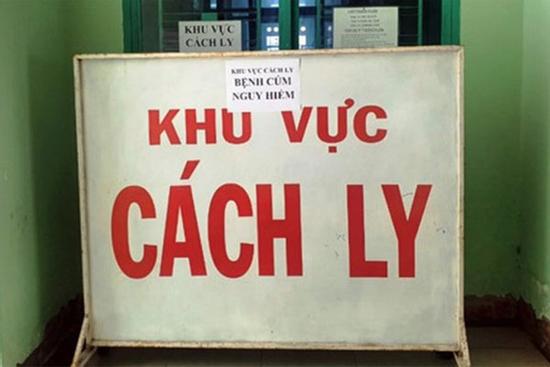 KHU VỰC
CÁCH LY
KHU VỰC CÁCH LY
BỆNH CÚM
NGUY HIỂM
KHU VỰC
CÁCH LY